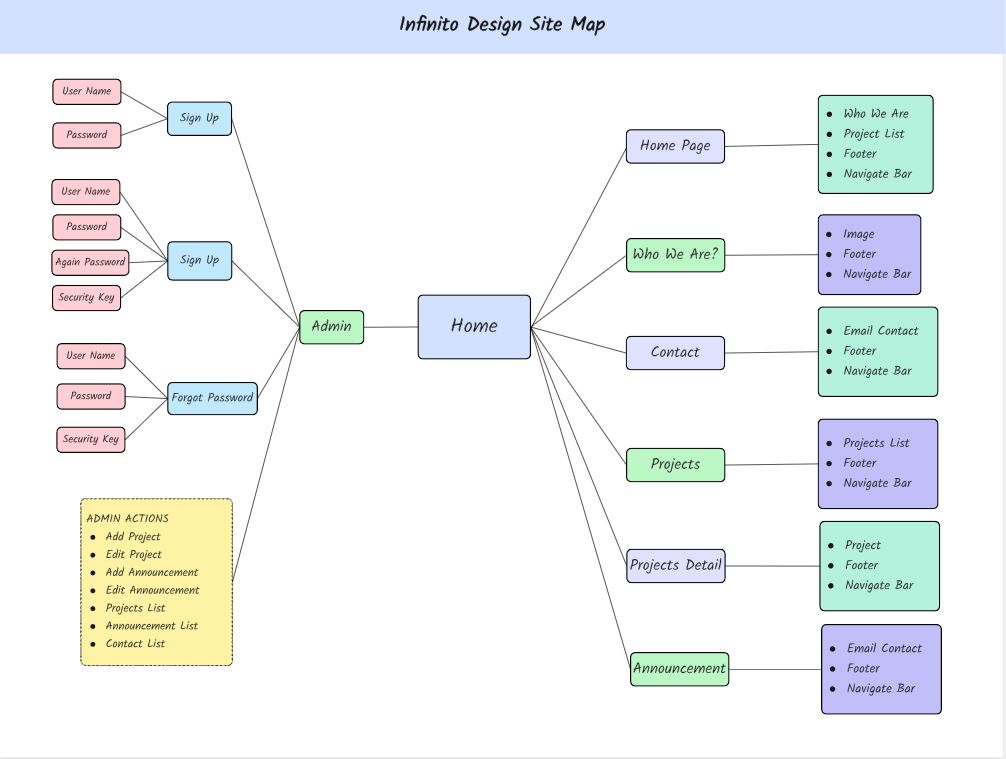 Infinito Design Site Map
User Name
Password
Sign Up
User Name
Password
Again Password
Security Key
Sign Up
User Name
Password
Security Key
Forgot Password
ADMIN ACTIONS
● Add Project
● Edit Project
● Add Announcement
● Edit Announcement
● Projects List
● Announcement List
● Contact List
Admin
Home
Home Page
● Who We Are
● Project List
● Footer
● Navigate Bar
Who We Are?
● Image
● Footer
● Navigate Bar
Contact
● Email Contact
● Footer
● Navigate Bar
Projects
● Projects List
● Footer
● Navigate Bar
Projects Detail
● Project
● Footer
● Navigate Bar
Announcement
● Email Contact
● Footer
● Navigate Bar